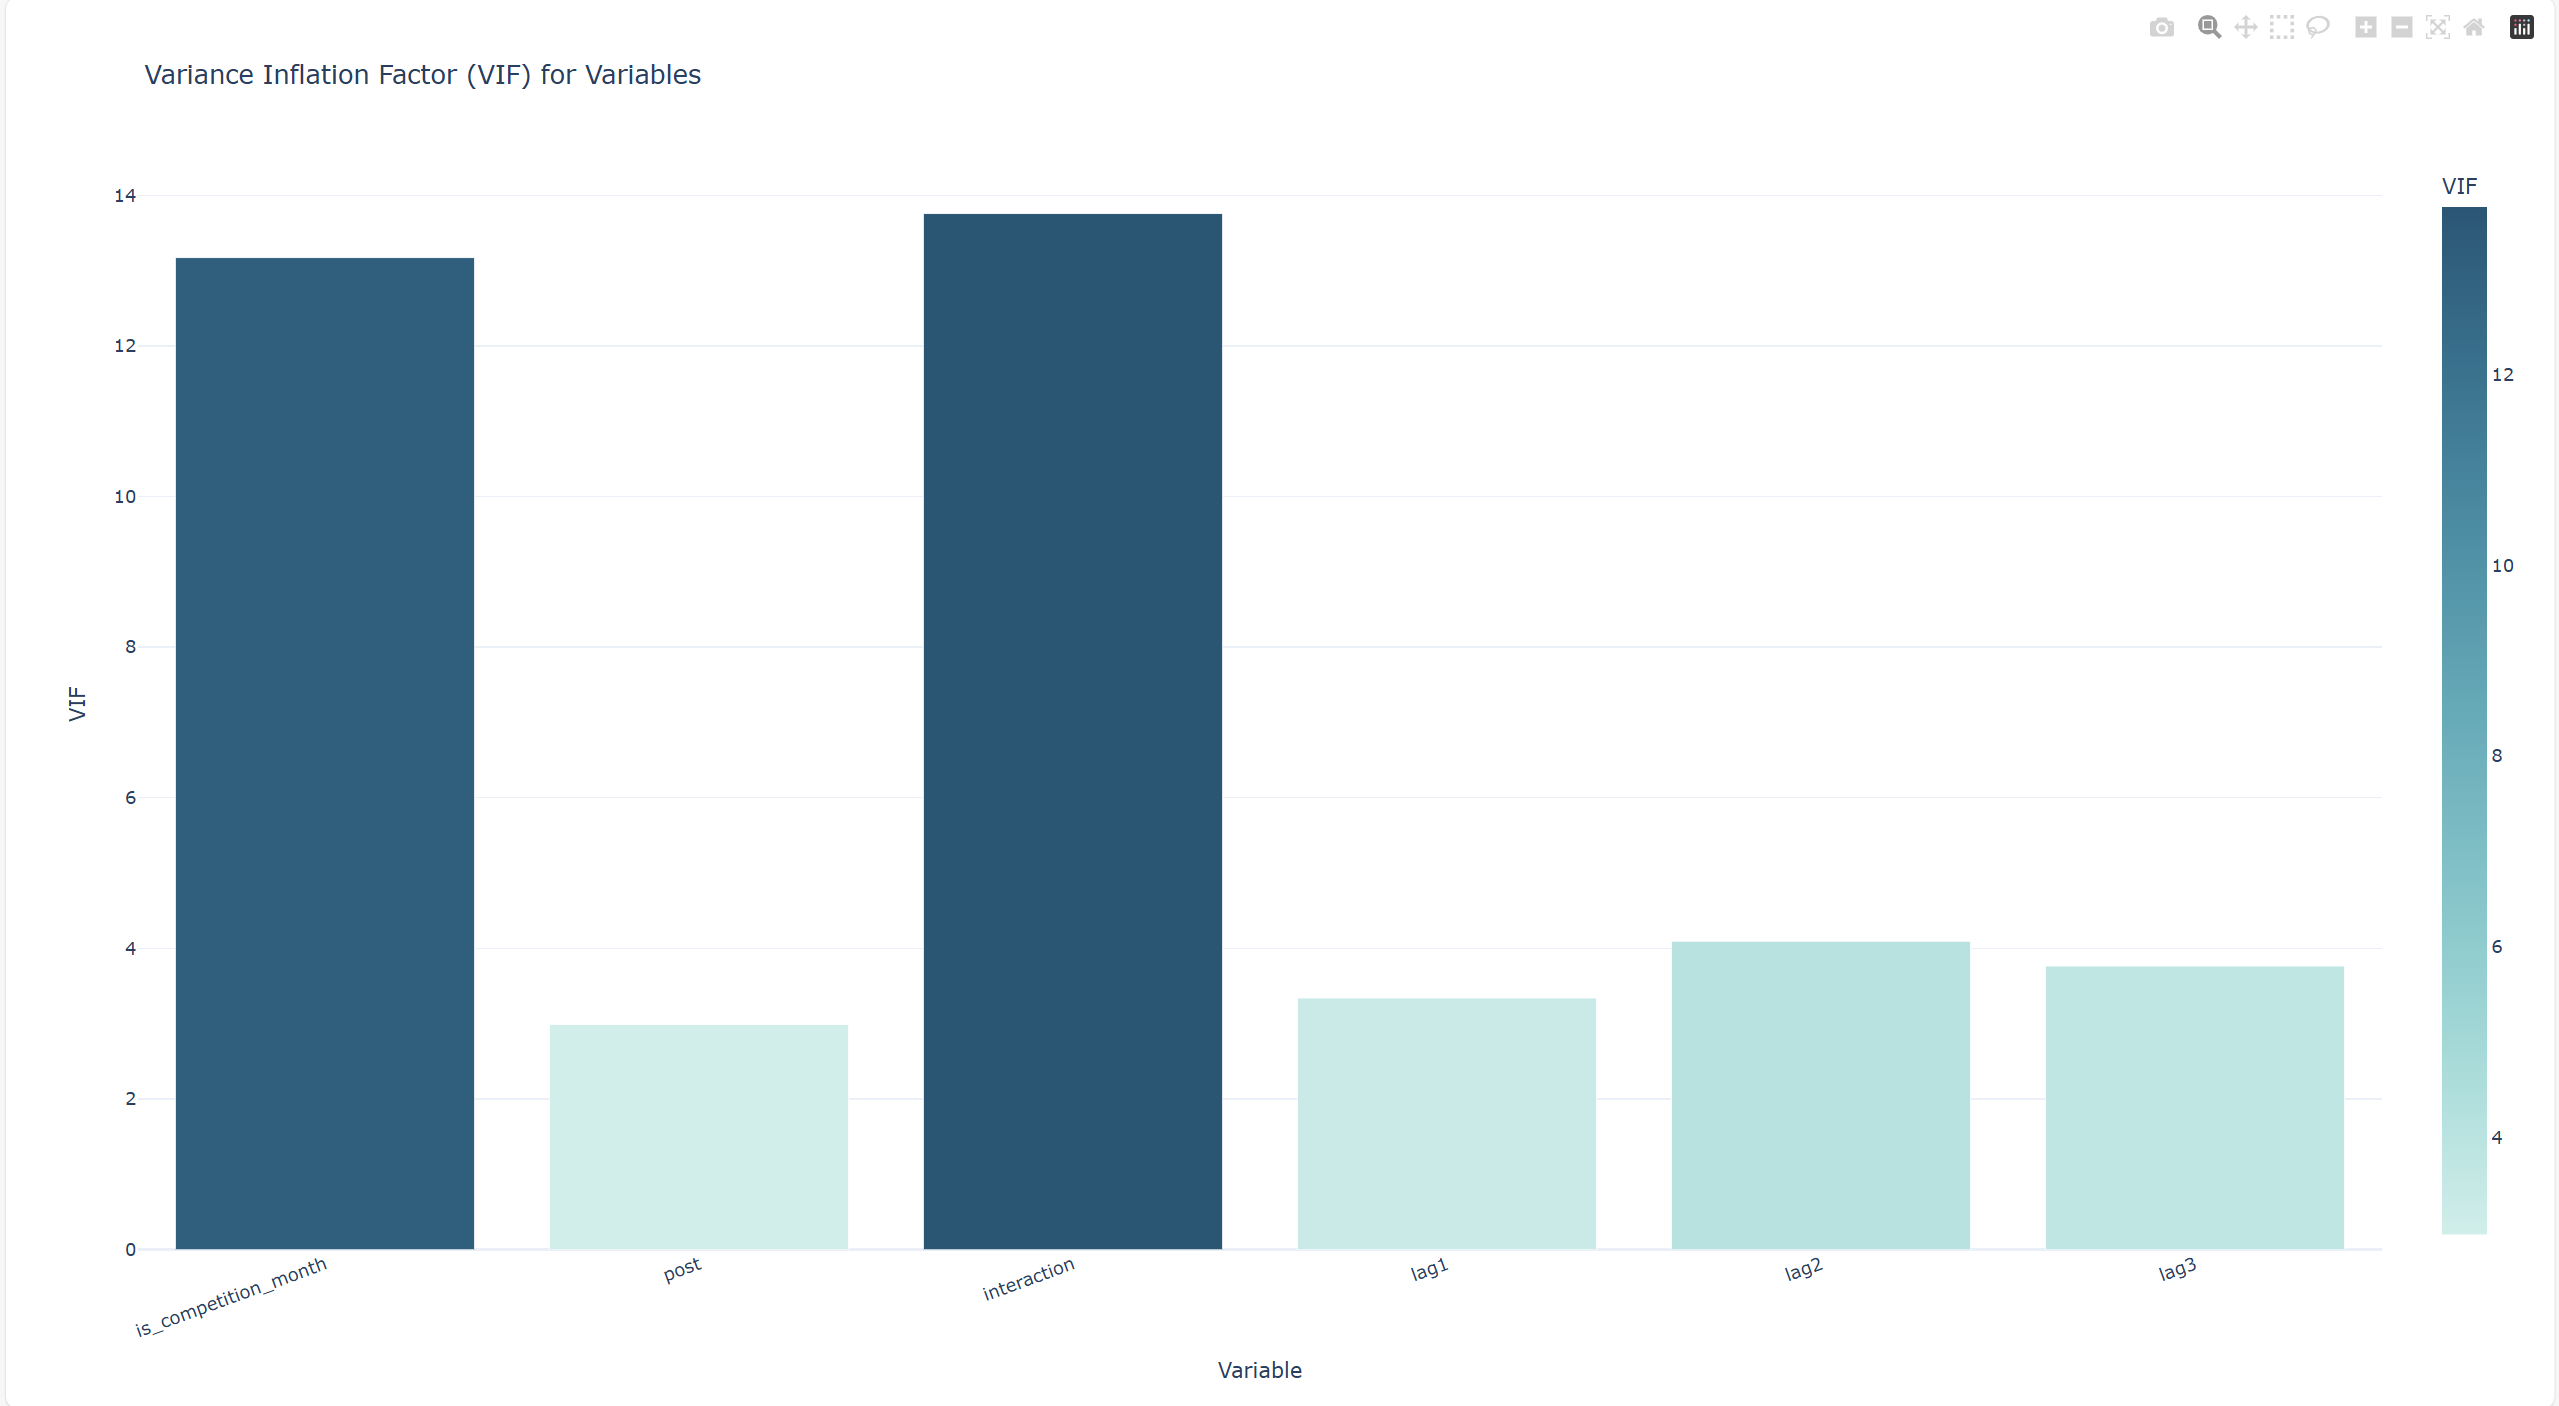 Variance Inflation Factor (VIF) for Variables
VIF
14
12
10
8
6
4
2
0
VIF
12
10
8
6
4
is_competition_month
post
interaction
lag1
lag2
lag3
Variable